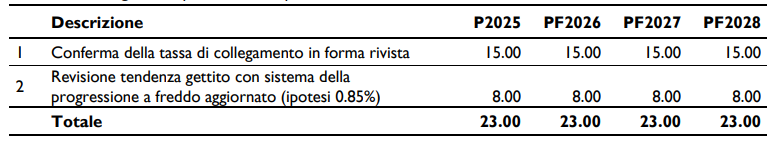 Descrizione P2025 PF2026 PF2027 PF2028
1 Conferma della tassa di collegamento in forma rivista 15.00 15.00 15.00 15.00
2 Revisione tendenza gettito con sistema della
progressione a freddo aggiornato (ipotesi 0.85%) 8.00 8.00 8.00 8.00
Totale 23.00 23.00 23.00 23.00